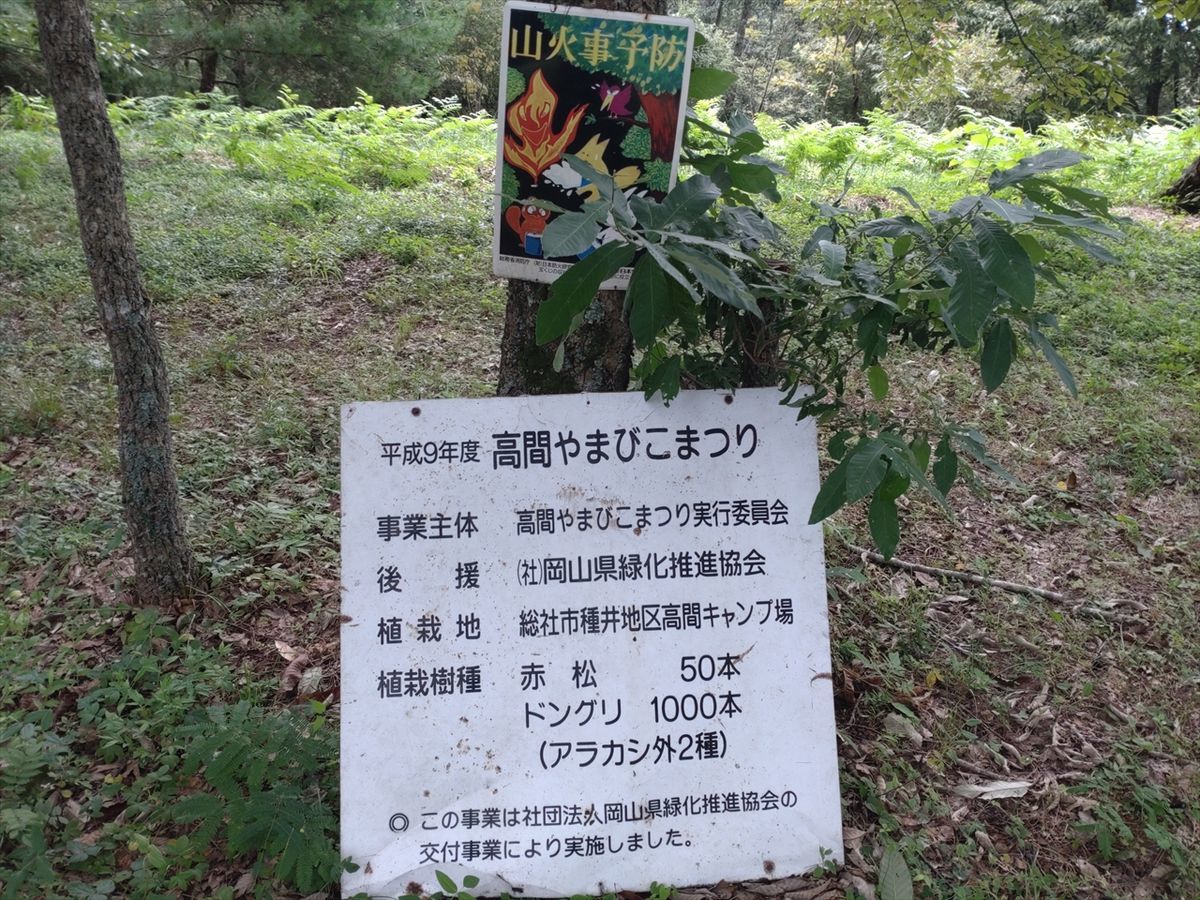 山火事予防
平成9年度 高間やまびこまつり
事業主体 高間やまびこまつり実行委員会
後援 (社)岡山県緑化推進協会
植栽地 総社市種井地区高間キャンプ場
植栽樹種 赤松 50本
ドングリ 1000本
(アラカシ外2種)
◎ この事業は社団法人岡山県緑化推進協会の
交付事業により実施しました。